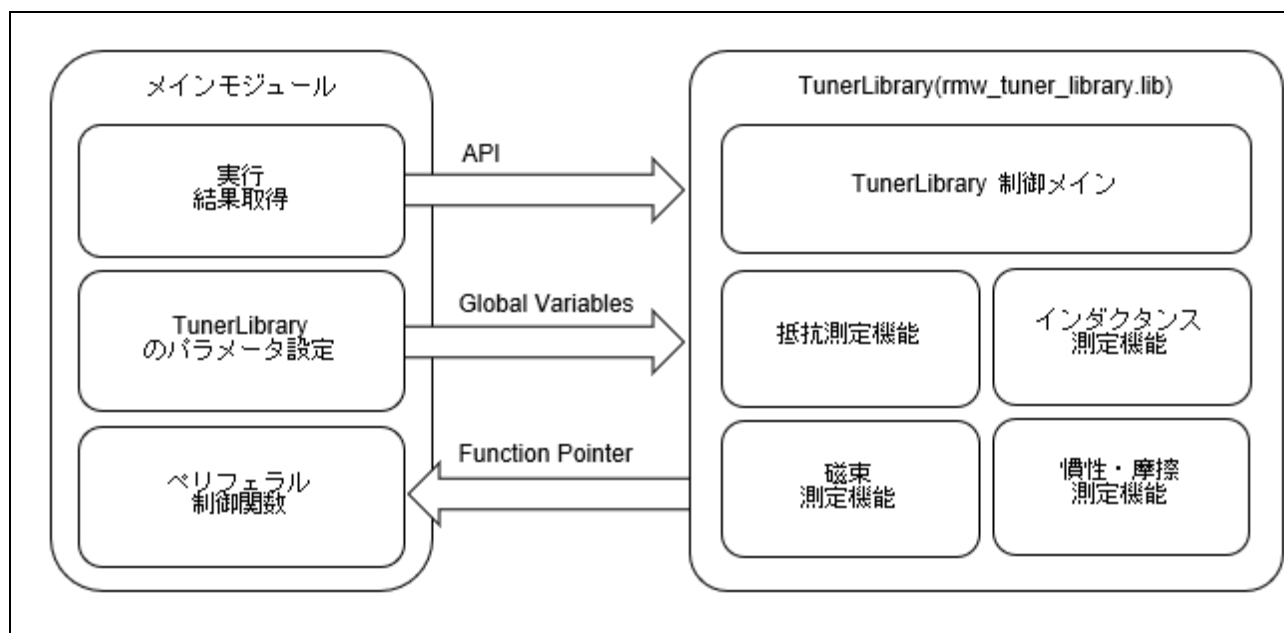 メインモジュール
実行
結果取得
TunerLibrary
のパラメータ設定
ペリフェラル
制御関数
API
Global Variables
Function Pointer
TunerLibrary(rmw_tuner_library.lib)
TunerLibrary 制御メイン
抵抗測定機能
インダクタンス
測定機能
磁束
測定機能
慣性・摩擦
測定機能